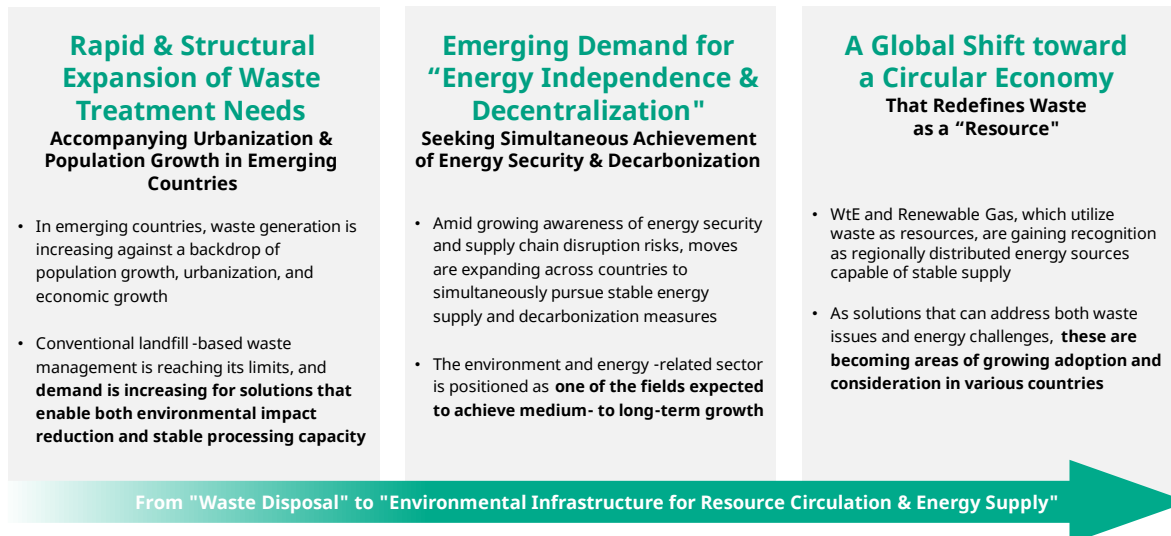 Rapid & Structural
Expansion of Waste
Treatment Needs
Accompanying Urbanization &
Population Growth in Emerging
Countries
• In emerging countries, waste generation is
increasing against a backdrop of
population growth, urbanization, and
economic growth
• Conventional landfill -based waste
management is reaching its limits, and
demand is increasing for solutions that
enable both environmental impact
reduction and stable processing capacity
Emerging Demand for
“Energy Independence &
Decentralization"
Seeking Simultaneous Achievement
of Energy Security & Decarbonization
• Amid growing awareness of energy security
and supply chain disruption risks, moves
are expanding across countries to
simultaneously pursue stable energy
supply and decarbonization measures
• The environment and energy -related sector
is positioned as one of the fields expected
to achieve medium- to long-term growth
A Global Shift toward
a Circular Economy
That Redefines Waste
as a “Resource"
• WtE and Renewable Gas, which utilize
waste as resources, are gaining recognition
as regionally distributed energy sources
capable of stable supply
• As solutions that can address both waste
issues and energy challenges, these are
becoming areas of growing adoption and
consideration in various countries
From "Waste Disposal" to "Environmental Infrastructure for Resource Circulation & Energy Supply"